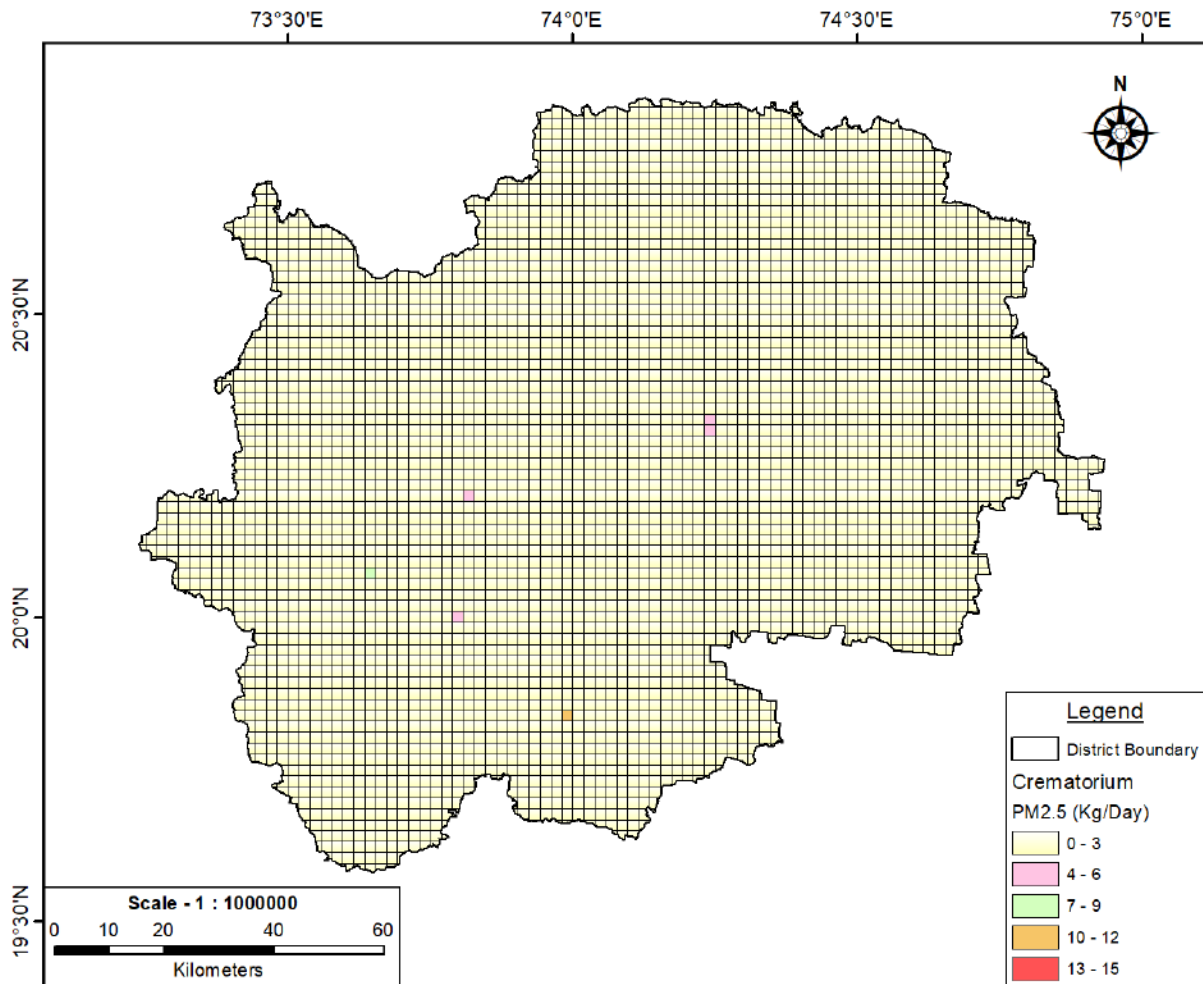 73°30'E 74°0'E 74°30'E 75°0'E
N
20°30'N
20°0'N
19°30'N
Legend
District Boundary
Crematorium
PM2.5 (Kg/Day)
0 - 3
4 - 6
7 - 9
10 - 12
13 - 15
Scale - 1 : 1000000
0 10 20 40 60
Kilometers